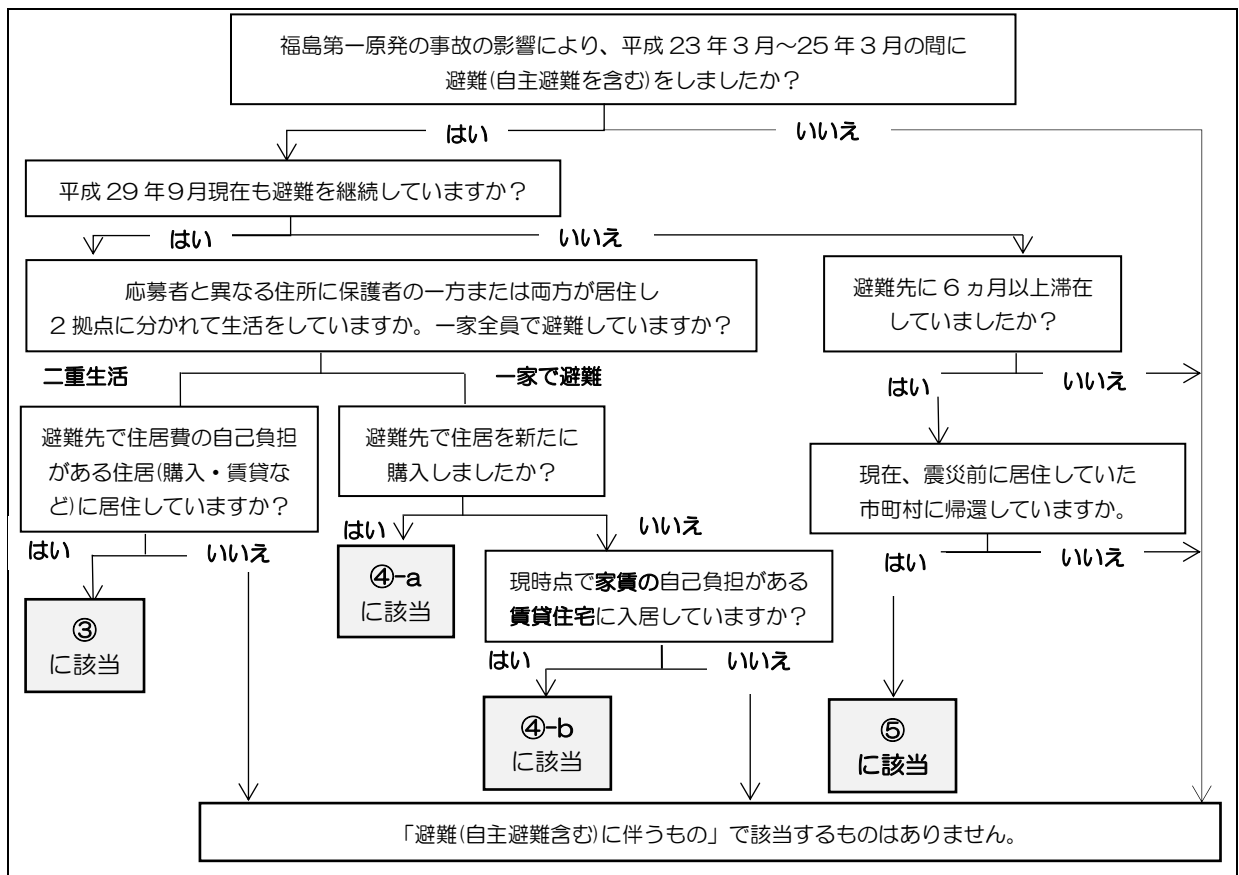 福島第一原発の事故の影響により、平成 23 年 3 月～25 年 3 月の間に
避難(自主避難を含む)をしましたか？
はい
いいえ
平成 29 年９月現在も避難を継続していますか？
はい
いいえ
応募者と異なる住所に保護者の一方または両方が居住し
2 拠点に分かれて生活をしていますか。一家全員で避難していますか？
避難先に 6 ヵ月以上滞在
していましたか？
二重生活
一家で避難
はい
いいえ
避難先で住居費の自己負担
がある住居(購入・賃貸な
ど)に居住していますか？
避難先で住居を新たに
購入しましたか？
現在、震災前に居住していた
市町村に帰還していますか。
はい
いいえ
はい
いいえ
はい
いいえ
③
に該当
④-a
に該当
現時点で家賃の自己負担がある
賃貸住宅に入居していますか？
はい
いいえ
④-b
に該当
⑤
に該当
「避難(自主避難含む)に伴うもの」で該当するものはありません。